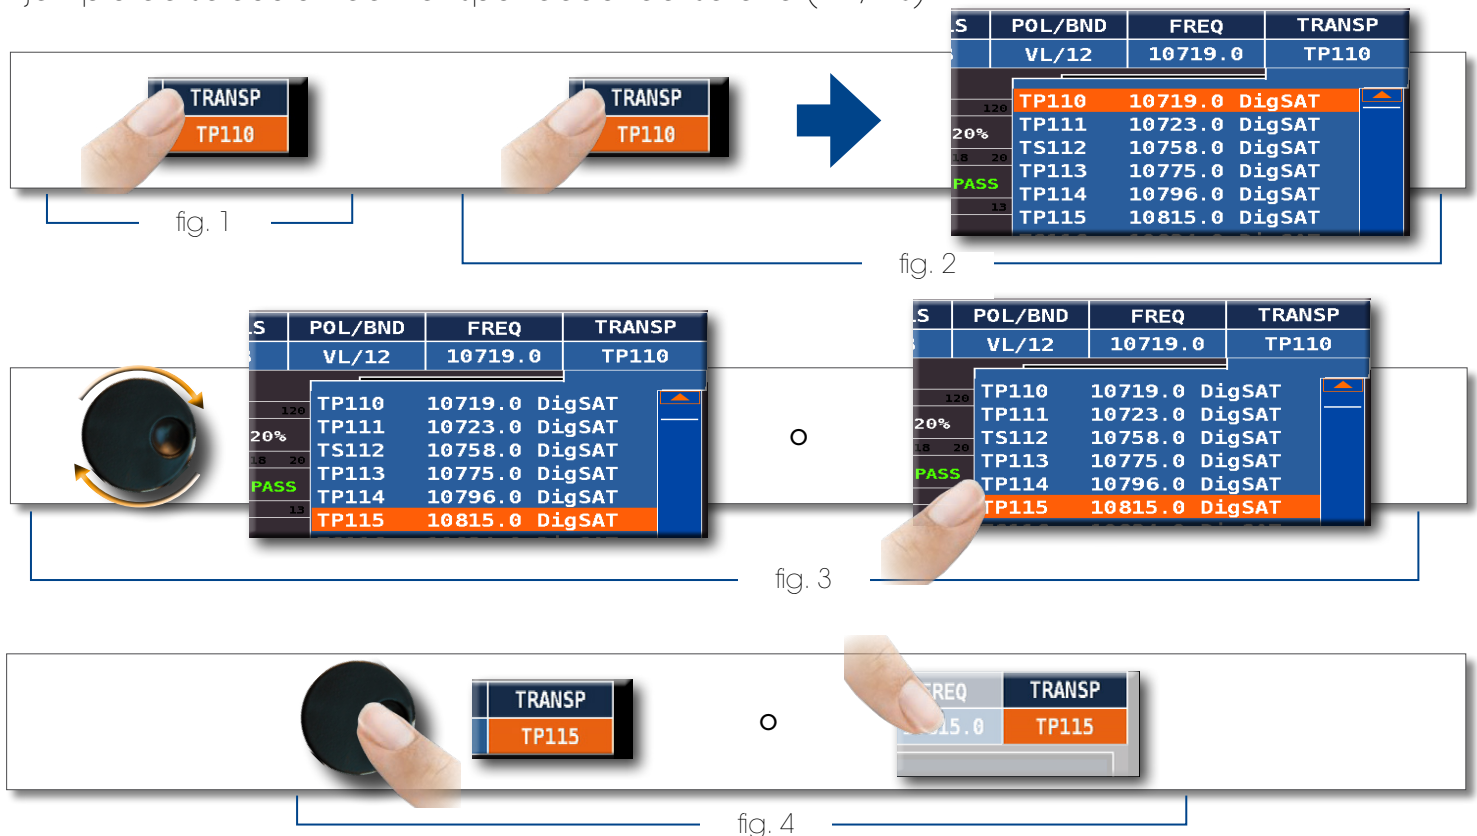 TRANSP
TP110
TRANSP
TP110
POL/BND FREQ TRANSP
VL/12 10719.0 TP110
TP110 10719.0 DigSAT
120
TP111 10723.0 DigSAT
20%
TS112 10758.0 DigSAT
18 20
TP113 10775.0 DigSAT
PASS
TP114 10796.0 DigSAT
13
TP115 10815.0 DigSAT
fig. 1
fig. 2
S POL/BND FREQ TRANSP
VL/12 10719.0 TP110
TP110 10719.0 DigSAT
120
TP111 10723.0 DigSAT
20%
TS112 10758.0 DigSAT
18 20
TP113 10775.0 DigSAT
PASS
TP114 10796.0 DigSAT
13
TP115 10815.0 DigSAT
o
.S POL/BND FREQ TRANSP
VL/12 10719.0 TP110
TP110 10719.0 DigSAT
120
TP111 10723.0 DigSAT
20%
TS112 10758.0 DigSAT
18 20
TP113 10775.0 DigSAT
PASS
TP114 10796.0 DigSAT
TP115 10815.0 DigSAT
fig. 3
TRANSP
TP115
o
FREQ TRANSP
15.0 TP115
fig. 4